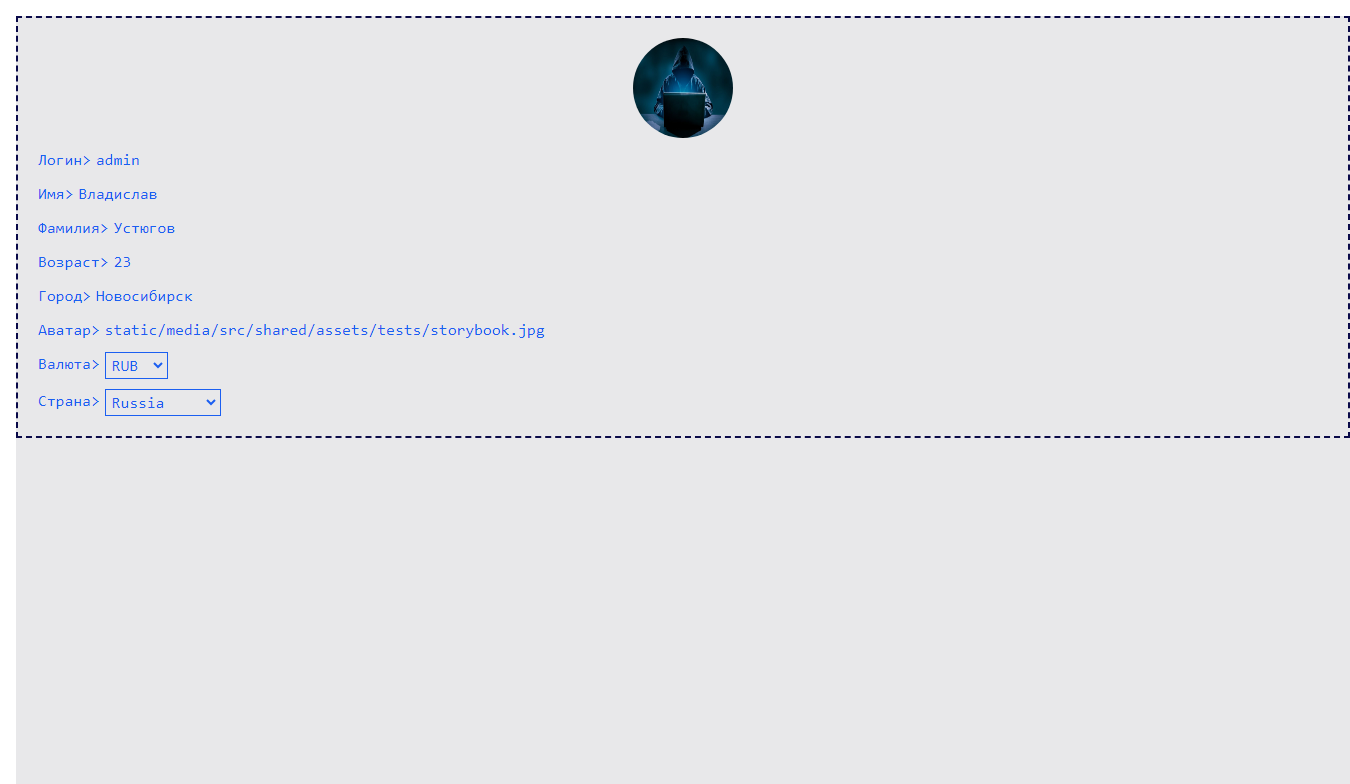 Логин> admin
Имя> Владислав
Фамилия> Устюгов
Возраст> 23
Город> Новосибирск
Аватар> static/media/src/shared/assets/tests/storybook.jpg
Валюта> RUB
Страна> Russia